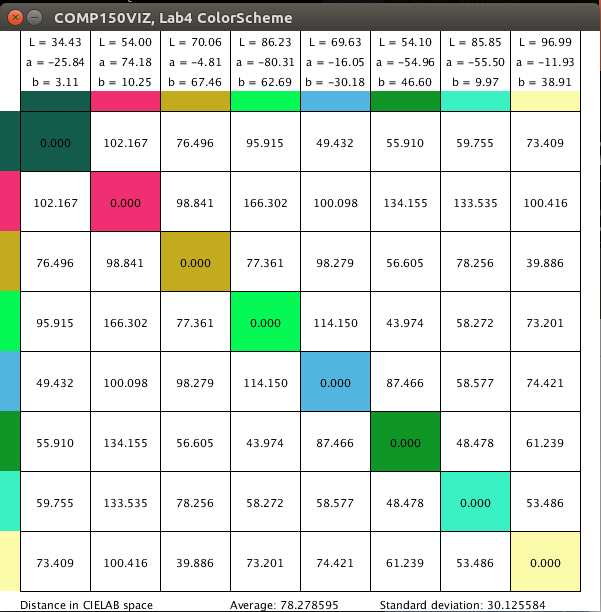 COMP150VIZ, Lab4 ColorScheme
L = 34.43 L = 54.00 L = 70.06 L = 86.23 L = 69.63 L = 54.10 L = 85.85 L = 96.99
a = −25.84 a = 74.18 a = −4.81 a = −80.31 a = −16.05 a = −54.96 a = −55.50 a = −11.93
b = 3.11 b = 10.25 b = 67.46 b = 62.69 b = −30.18 b = 46.60 b = 9.97 b = 38.91
0.000 102.167 76.496 95.915 49.432 55.910 59.755 73.409
102.167 0.000 98.841 166.302 100.098 134.155 133.535 100.416
76.496 98.841 0.000 77.361 98.279 56.605 78.256 39.886
95.915 166.302 77.361 0.000 114.150 43.974 58.272 73.201
49.432 100.098 98.279 114.150 0.000 87.466 58.577 74.421
55.910 134.155 56.605 43.974 87.466 0.000 48.478 61.239
59.755 133.535 78.256 58.272 58.577 48.478 0.000 53.486
73.409 100.416 39.886 73.201 74.421 61.239 53.486 0.000
Distance in CIELAB space Average: 78.278595 Standard deviation: 30.125584